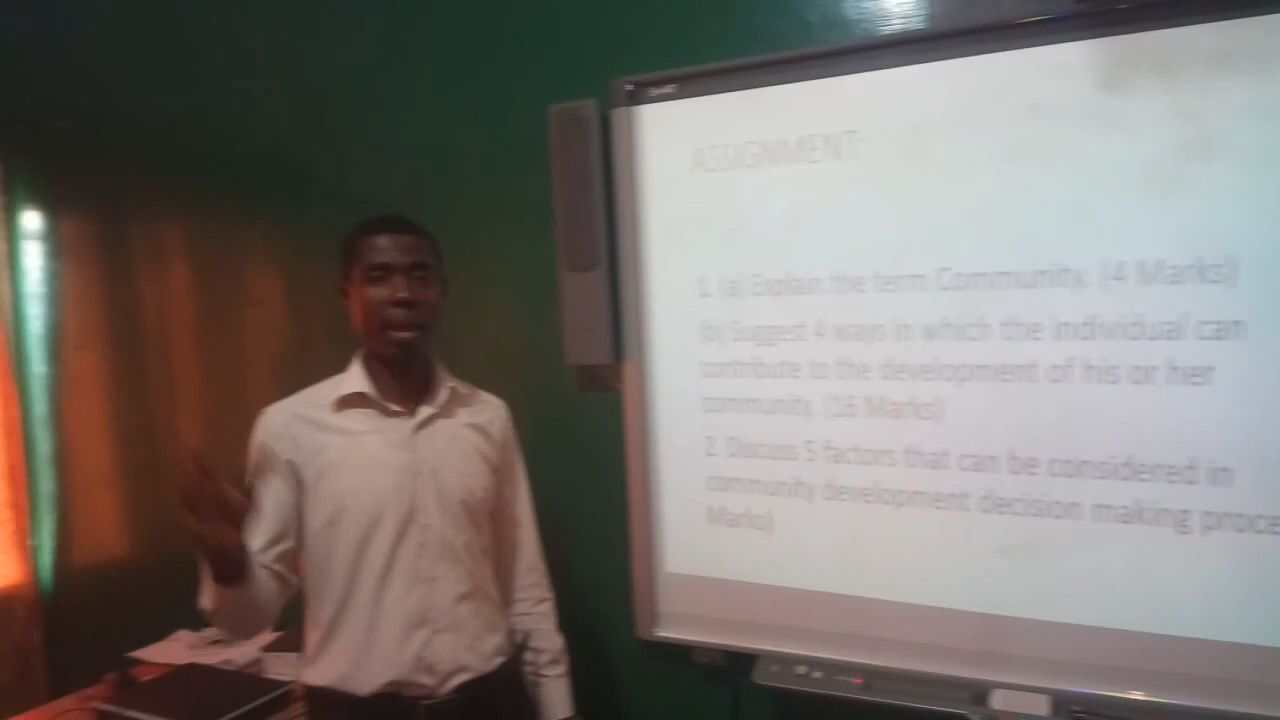 ASSIGNMENT:
1. (a) Explain the term Community. (4 Marks)
(b) Suggest 4 ways in which the individual can
contribute to the development of his or her
community. (16 Marks)
2. Discuss 5 factors that can be considered in
community development decision making proce
Marks)